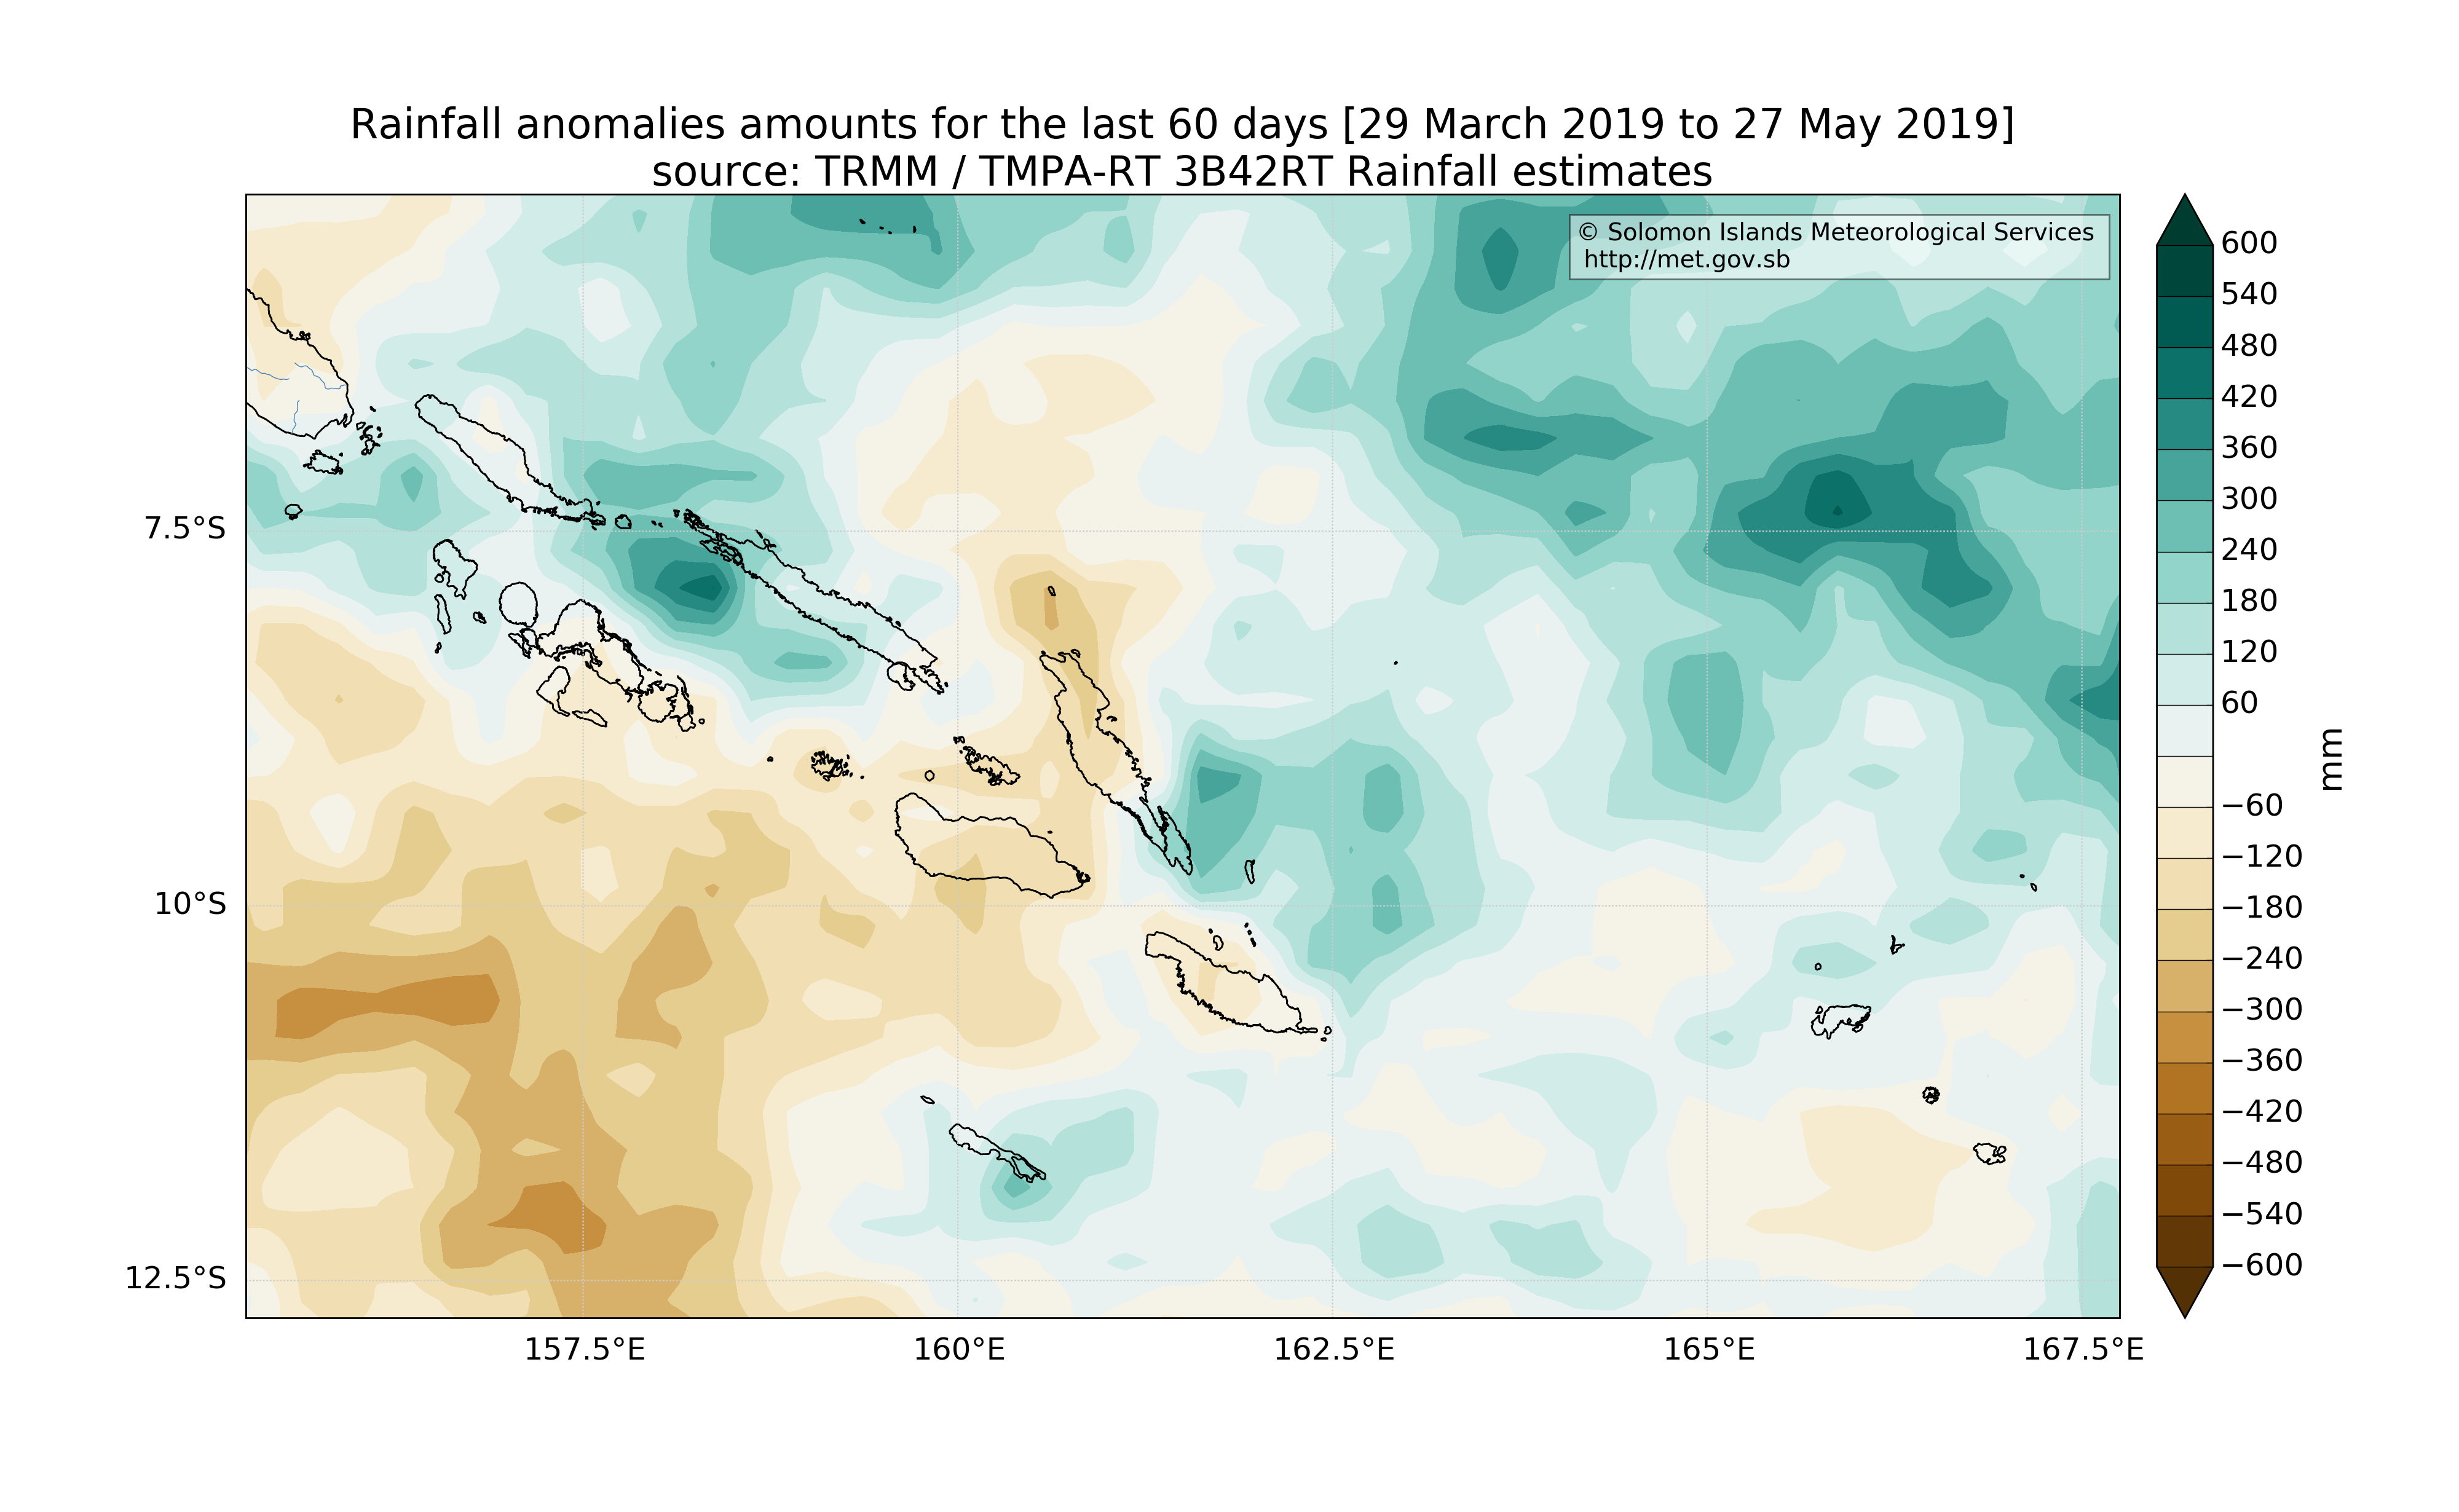 Rainfall anomalies amounts for the last 60 days [29 March 2019 to 27 May 2019]
source: TRMM / TMPA-RT 3B42RT Rainfall estimates
© Solomon Islands Meteorological Services
http://met.gov.sb
7.5°S
10°S
12.5°S
157.5°E
160°E
162.5°E
165°E
167.5°E
600
540
480
420
360
300
240
180
120
60
−60
−120
−180
−240
−300
−360
−420
−480
−540
−600
mm